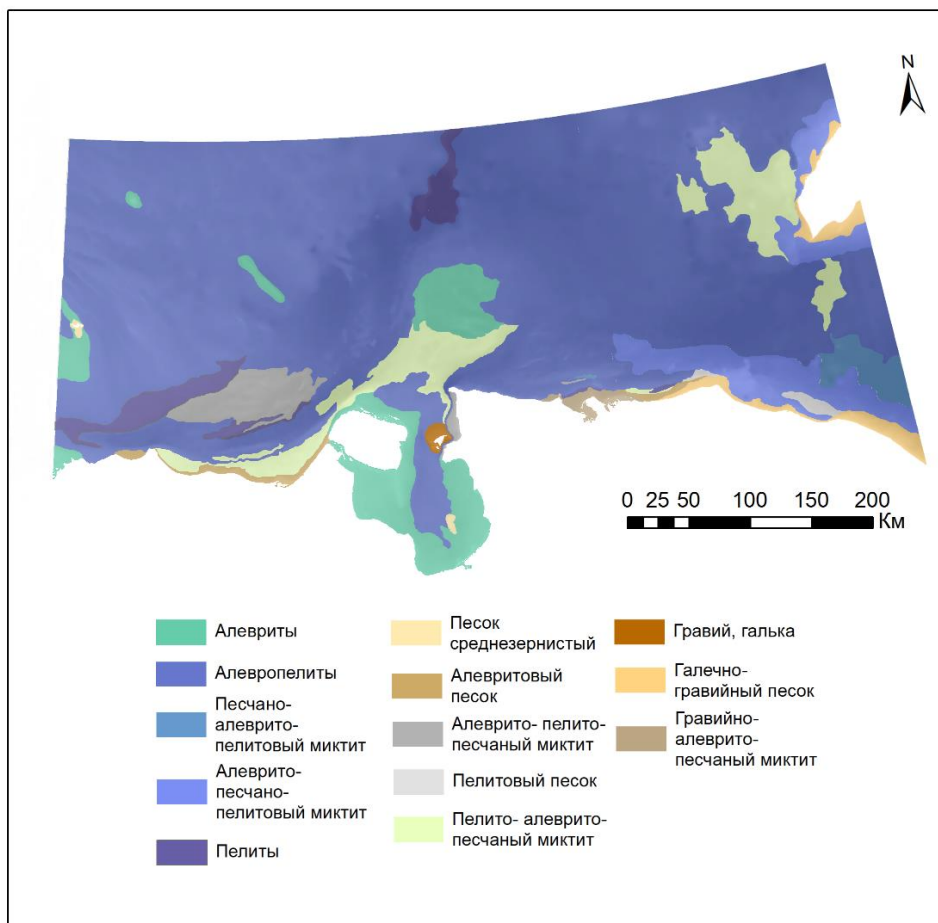 N
0 25 50 100 150 200
Км
Алевриты
Алевропелиты
Песчано-
алеврито-
пелитовый миктит
Алеврито-
песчано-
пелитовый миктит
Пелиты
Песок
среднезернистый
Алевритовый
песок
Алеврито- пелито-
песчаный миктит
Пелитовый песок
Пелито- алеврито-
песчаный миктит
Гравий, галька
Галечно-
гравийный песок
Гравийно-
алеврито-
песчаный миктит